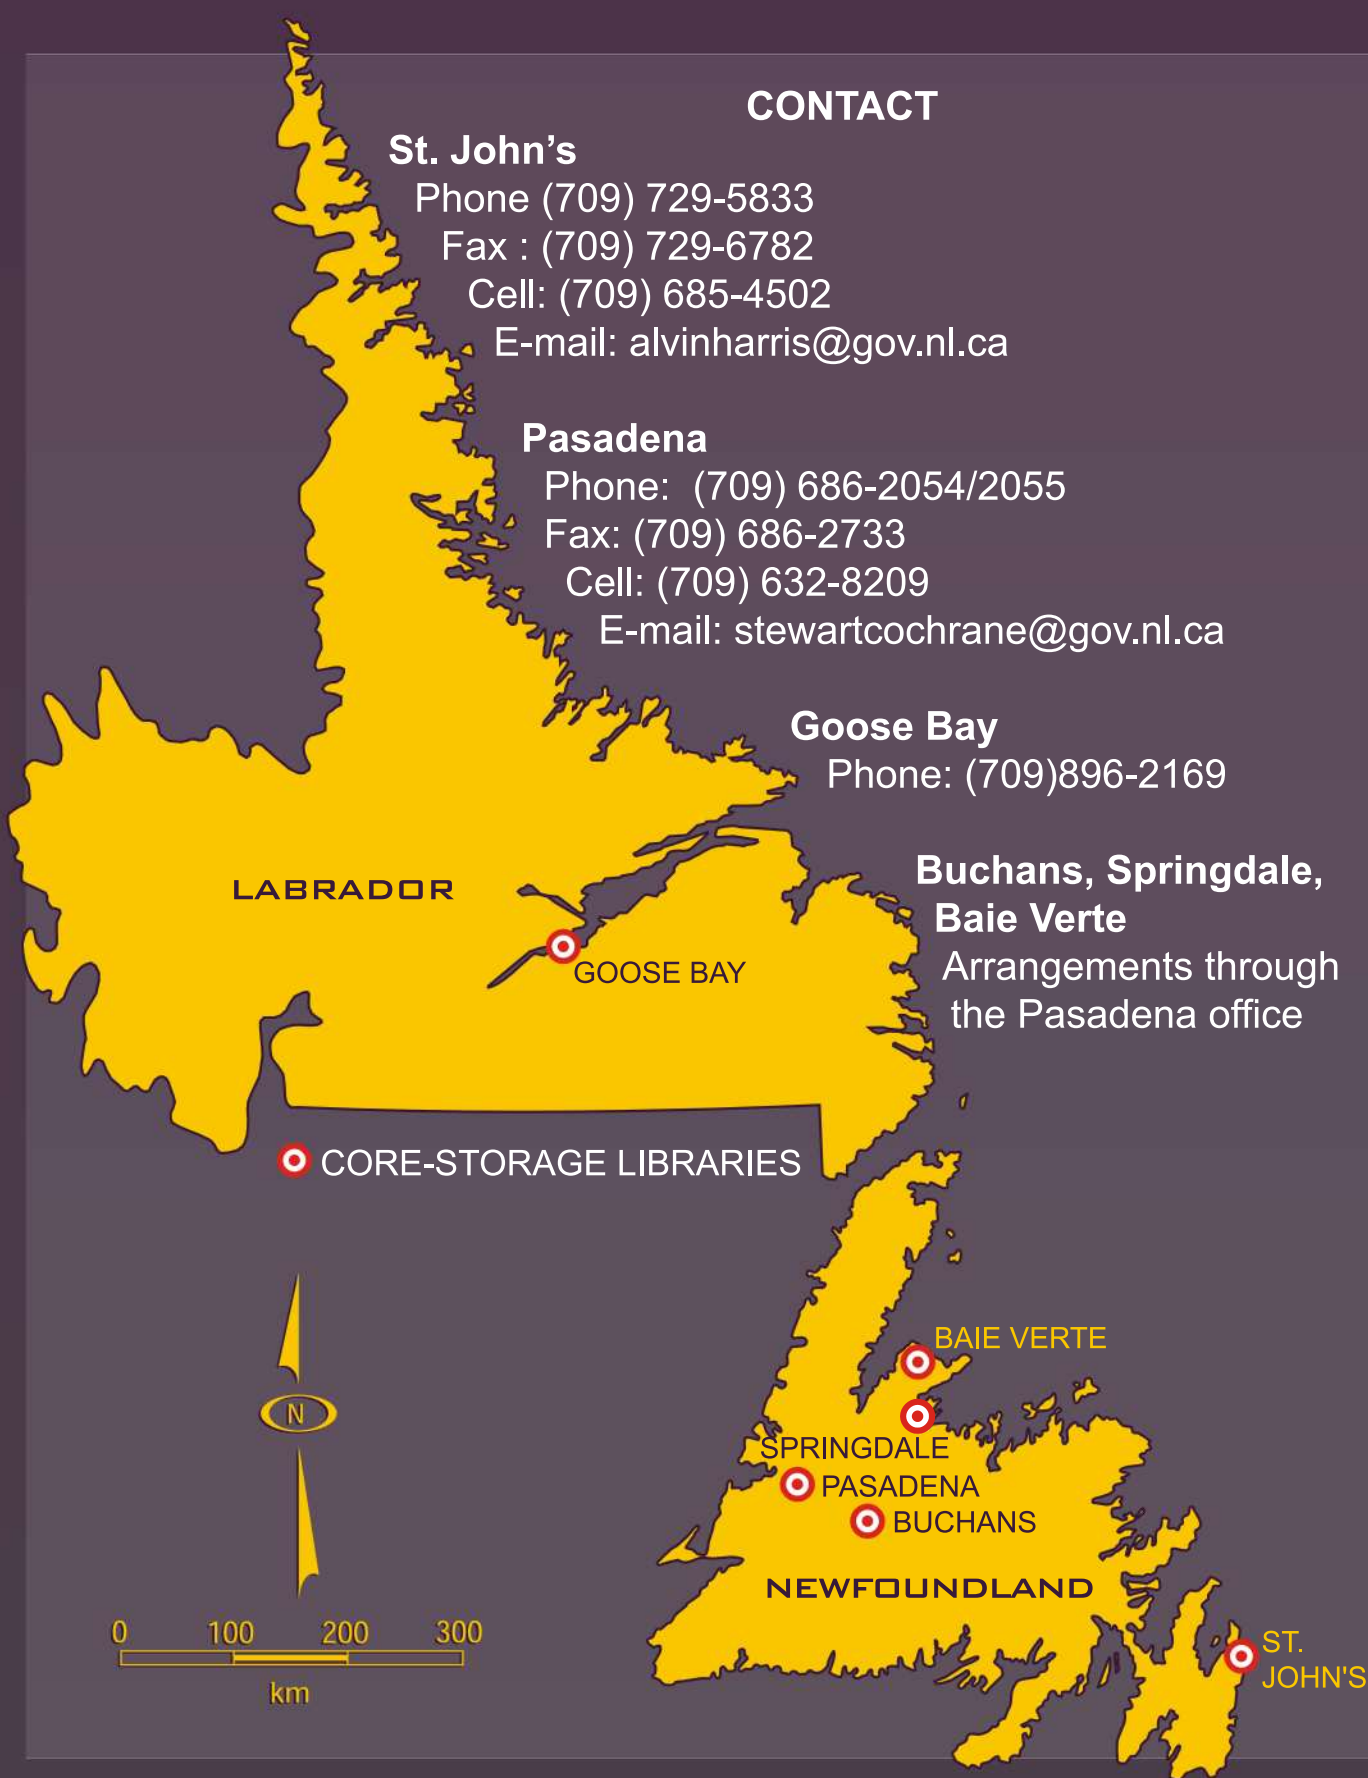 CONTACT
St. John’s
Phone (709) 729-5833
Fax : (709) 729-6782
Cell: (709) 685-4502
E-mail: alvinharris@gov.nl.ca
Pasadena
Phone:  (709) 686-2054/2055
Fax: (709) 686-2733
Cell: (709) 632-8209
E-mail: stewartcochrane@gov.nl.ca
Goose Bay
Phone: (709)896-2169
Buchans, Springdale,
Baie Verte
Arrangements through
the Pasadena office
LABRADOR
GOOSE BAY
CORE-STORAGE LIBRARIES
BAIE VERTE
SPRINGDALE
PASADENA
BUCHANS
NEWFOUNDLAND
ST.
JOHN'S
N
0 100 200 300
km